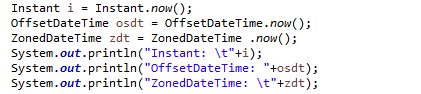 Instant i = Instant.now();
OffsetDateTime osdt = OffsetDateTime.now();
ZonedDateTime zdt = ZonedDateTime .now();
System.out.println("Instant: \t"+i);
System.out.println("OffsetDateTime: "+osdt);
System.out.println("ZonedDateTime: \t"+zdt);